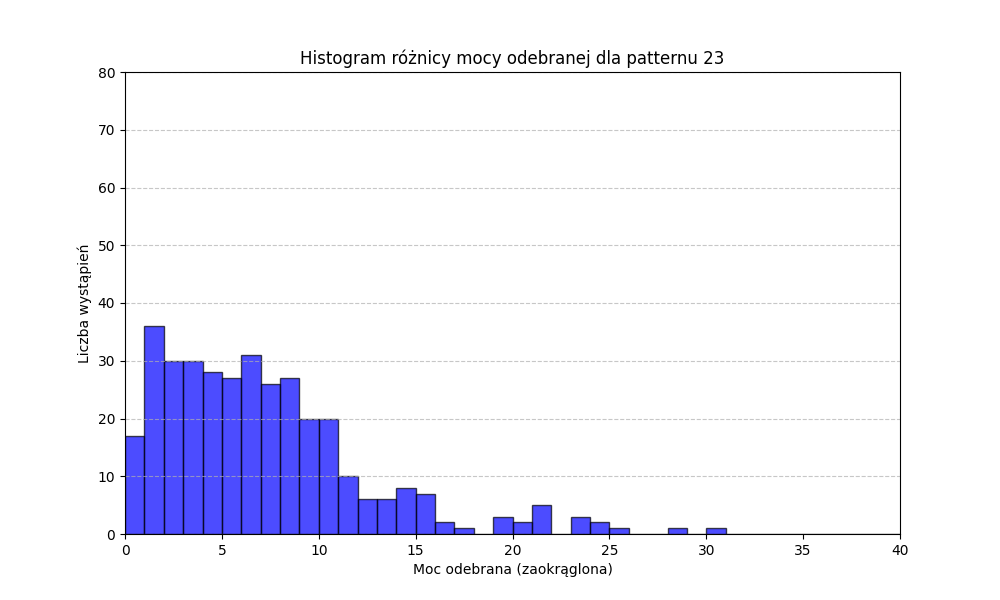 Histogram różnicy mocy odebranej dla patternu 23
80
70
60
50
40
30
20
10
0
Liczba wystąpień
0 5 10 15 20 25 30 35 40
Moc odebrana (zaokrąglona)